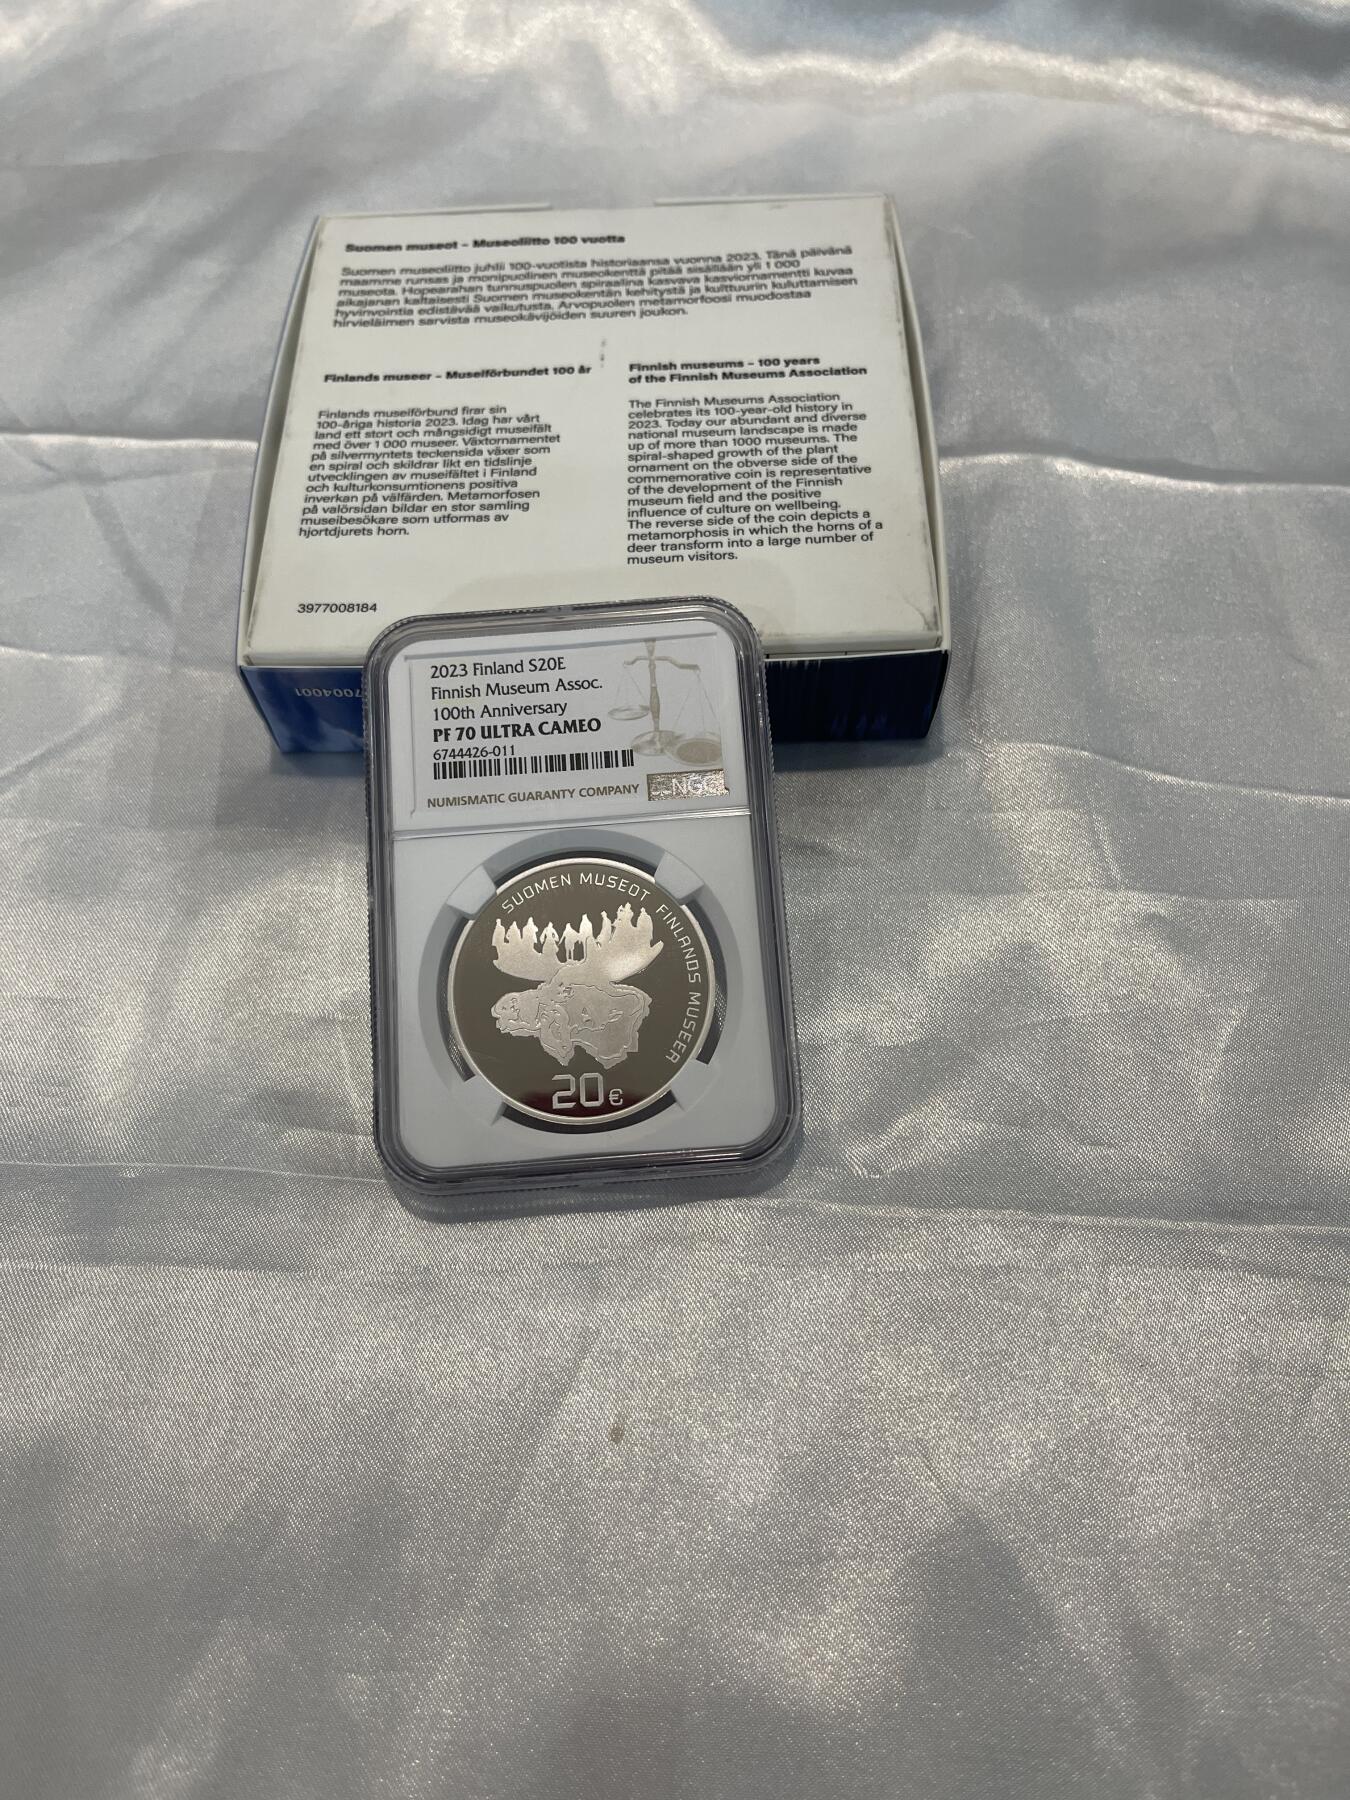 Suomen museot – Museoliitto 100 vuotta
Suomen museoliitto juhlii 100-vuotista historiaansa vuonna 2023. Tänä päivänä
maamme runsas ja monipuolinen museokenttä pitää sisällään yli 1 000
museota. Hopearahan tunnuspuolen spiraalina kasvava kasviornamentti kuvaa
aikajanan kaltaisesti Suomen museokentän kehitystä ja kulttuurin kuluttamisen
hyvinvointia edistävää vaikutusta. Arvopuolen metamorfoosi muodostaa
hirvieläimen sarvista museokävijöiden suuren joukon.
Finlands museer – Museiförbundet 100 år
Finlands museiförbund firar sin
100-åriga historia 2023. Idag har vårt
land ett stort och mångsidigt museifält
med över 1 000 museer. Växtornamentet
på silvermyntets teckensida växer som
en spiral och skildrar likt en tidslinje
utvecklingen av museifältet i Finland
och kulturkonsumtionens positiva
inverkan på välfärden. Metamorfosen
på valörsidan bildar en stor samling
museibesökare som utformas av
hjortdjurets horn.
Finnish museums – 100 years
of the Finnish Museums Association
The Finnish Museums Association
celebrates its 100-year-old history in
2023. Today our abundant and diverse
national museum landscape is made
up of more than 1000 museums. The
spiral-shaped growth of the plant
ornament on the obverse side of the
commemorative coin is representative
of the development of the Finnish
museum field and the positive
influence of culture on wellbeing.
The reverse side of the coin depicts a
metamorphosis in which the horns of a
deer transform into a large number of
museum visitors.
3977008184
2023 Finland S20E
Finnish Museum Assoc.
100th Anniversary
PF 70 ULTRA CAMEO
6744426-011
NUMISMATIC GUARANTY COMPANY
NGC
SUOMEN MUSEOT FINLANDS MUSEER
20€